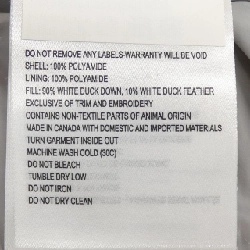 DO NOT REMOVE ANY LABELS-WARRANTY WILL BE VOID
SHELL: 100% POLYAMIDE
LINING: 100% POLYAMIDE
FILL: 90% WHITE DUCK DOWN, 10% WHITE DUCK FEATHER
EXCLUSIVE OF TRIM AND EMBROIDERY
CONTAINS NON-TEXTILE PARTS OF ANIMAL ORIGIN
MADE IN CANADA WITH DOMESTIC AND IMPORTED MATERIALS
TURN GARMENT INSIDE OUT
MACHINE WASH COLD (30C)
DO NOT BLEACH
TUMBLE DRY LOW
DO NOT IRON
DO NOT DRY CLEAN